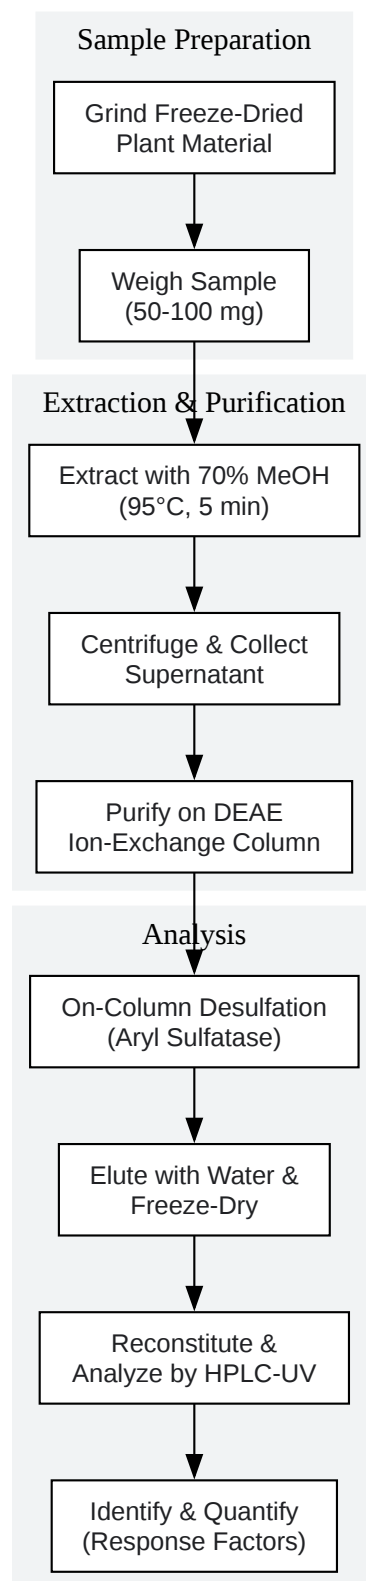 Sample Preparation
Grind Freeze-Dried
Plant Material
Weigh Sample
(50-100 mg)
Extraction & Purification
Extract with 70% MeOH
(95°C, 5 min)
Centrifuge & Collect
Supernatant
Purify on DEAE
Ion-Exchange Column
Analysis
On-Column Desulfation
(Aryl Sulfatase)
Elute with Water &
Freeze-Dry
Reconstitute &
Analyze by HPLC-UV
Identify & Quantify
(Response Factors)